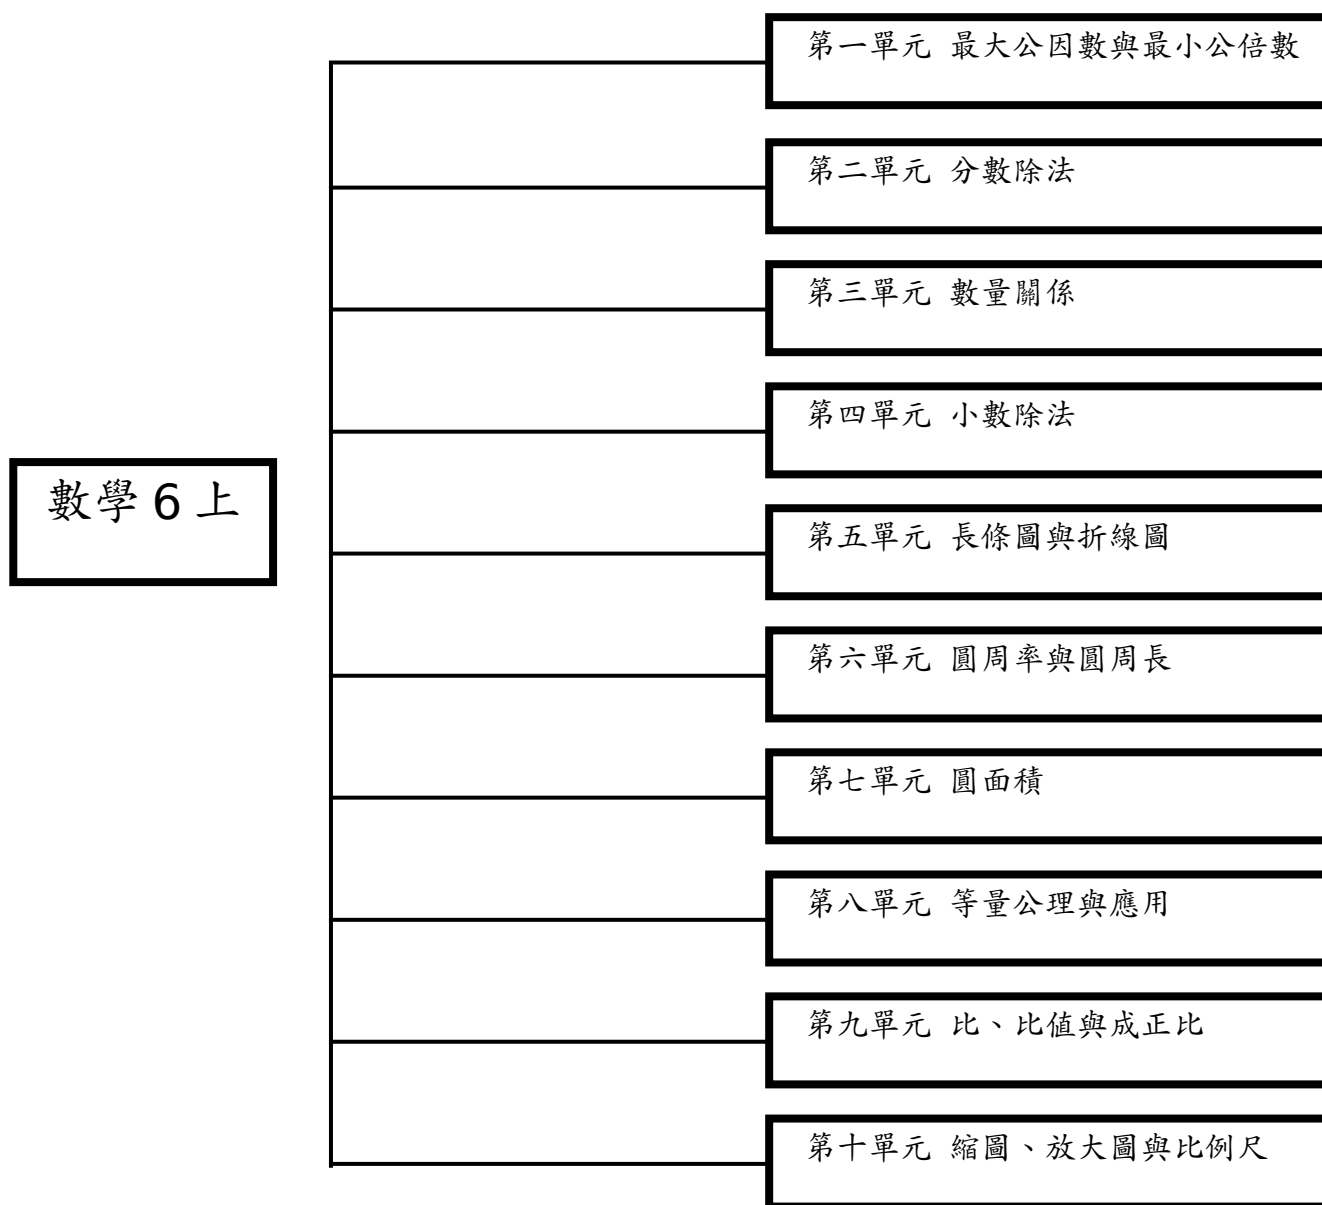 第一單元 最大公因數與最小公倍數
第二單元 分數除法
第三單元 數量關係
第四單元 小數除法
數學 6 上
第五單元 長條圖與折線圖
第六單元 圓周率與圓周長
第七單元 圓面積
第八單元 等量公理與應用
第九單元 比、比值與成正比
第十單元 縮圖、放大圖與比例尺